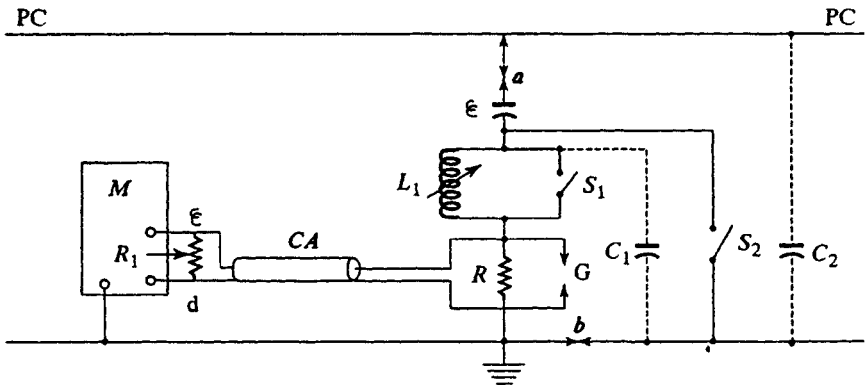 PC PC
a
ℰ
M
L₁ S₁
ℰ
CA
R₁ R G C₁ S₂ C₂
d
b